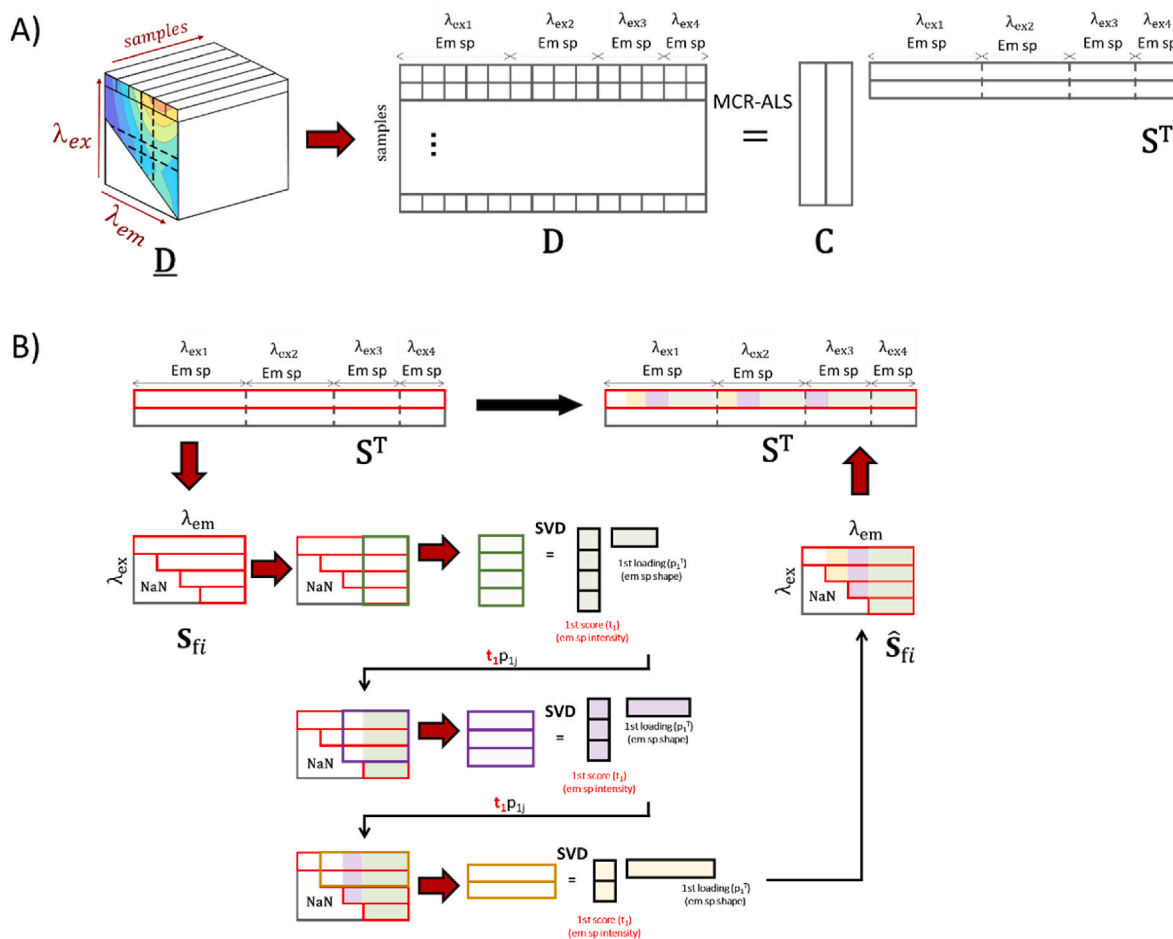 A)
samples
λex
λem
D
λex1 λex2 λex3 λex4
Em sp Em sp Em sp Em sp
samples
⋮
D
MCR-ALS
=
C
λex1 λex2 λex3 λex4
Em sp Em sp Em sp Em sp
Sᵀ
B)
λex1 λex2 λex3 λex4
Em sp Em sp Em sp Em sp
Sᵀ
λex1 λex2 λex3 λex4
Em sp Em sp Em sp Em sp
Sᵀ
λem
λex
NaN
Sfi
NaN
SVD
=
1st loading (p₁ᵀ)
(em sp shape)
1st score (t₁)
(em sp intensity)
t₁p₁j
NaN
SVD
=
1st loading (p₁ᵀ)
(em sp shape)
1st score (t₁)
(em sp intensity)
t₁p₁j
NaN
SVD
=
1st loading (p₁ᵀ)
(em sp shape)
1st score (t₁)
(em sp intensity)
λem
λex
NaN
Ŝfi